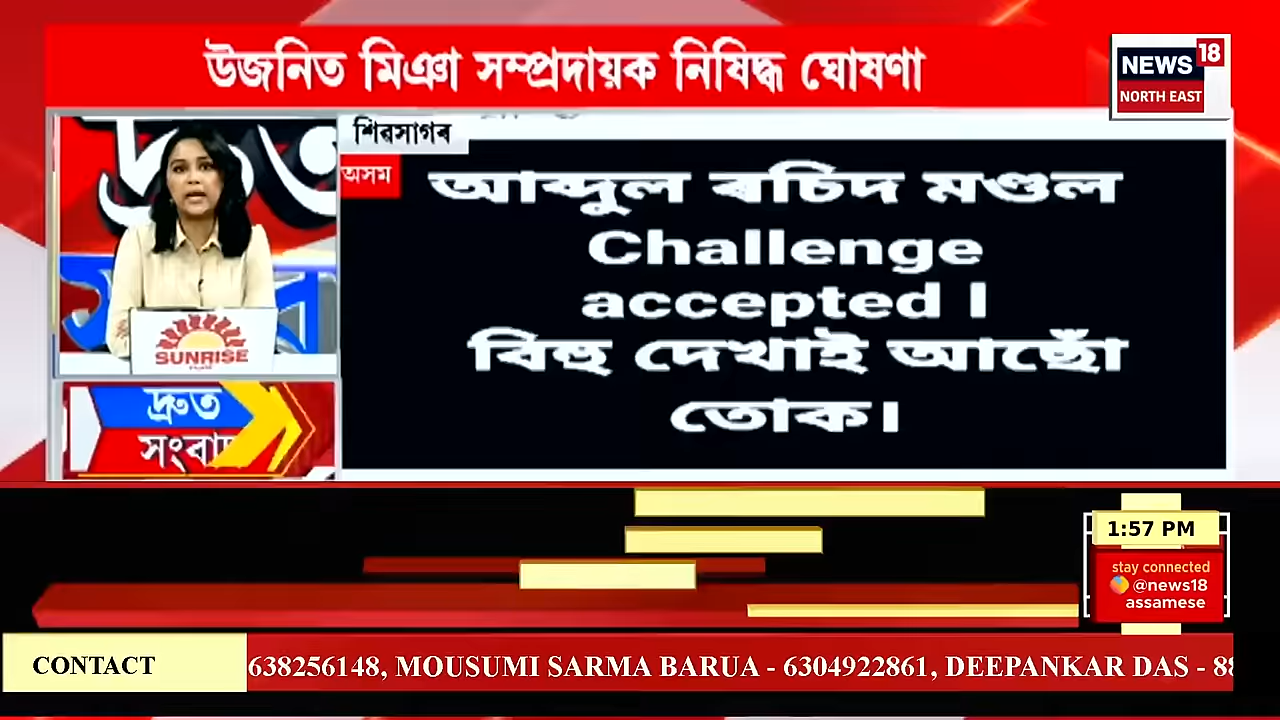 উজনিত মিঞা সম্প্ৰদায়ক নিষিদ্ধ ঘোষণা
NEWS 18
NORTH EAST
শিৱসাগৰ
অসম
আব্দুল ৰচিদ মণ্ডল
Challenge
accepted ।
বিহু দেখাই আছোঁ
তোক।
SUNRISE
দ্ৰুত
সংবাদ
1:57 PM
stay connected
@news18
assamese
CONTACT
638256148, MOUSUMI SARMA BARUA - 6304922861, DEEPANKAR DAS - 88